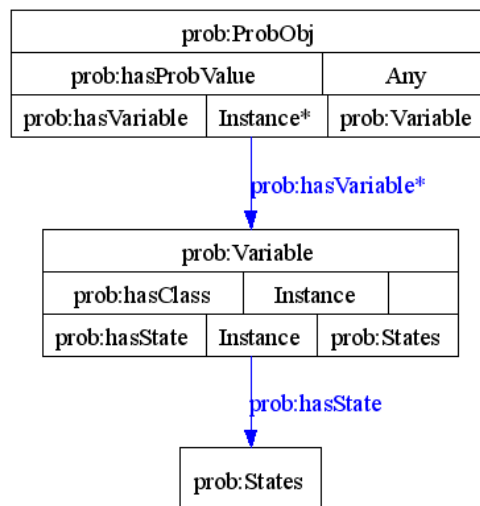 prob:ProbObj
prob:hasProbValue Any
prob:hasVariable Instance* prob:Variable
prob:hasVariable*
prob:Variable
prob:hasClass Instance
prob:hasState Instance prob:States
prob:hasState
prob:States